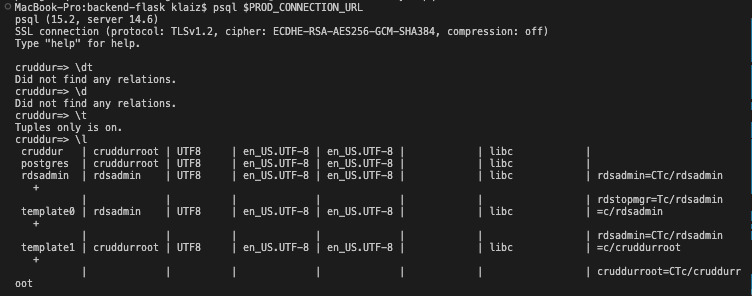 MacBook-Pro:backend-flask klaiz$ psql $PROD_CONNECTION_URL
psql (15.2, server 14.6)
SSL connection (protocol: TLSv1.2, cipher: ECDHE-RSA-AES256-GCM-SHA384, compression: off)
Type "help" for help.

cruddur=> \dt
Did not find any relations.
cruddur=> \d
Did not find any relations.
cruddur=> \t
Tuples only is on.
cruddur=> \l
 cruddur   | cruddurroot | UTF8     | en_US.UTF-8 | en_US.UTF-8 |            | libc            |
 postgres  | cruddurroot | UTF8     | en_US.UTF-8 | en_US.UTF-8 |            | libc            |
 rdsadmin  | rdsadmin    | UTF8     | en_US.UTF-8 | en_US.UTF-8 |            | libc            | rdsadmin=CTc/rdsadmin
   +
           |             |          |             |             |            |                 | rdstopmgr=Tc/rdsadmin
 template0 | rdsadmin    | UTF8     | en_US.UTF-8 | en_US.UTF-8 |            | libc            | =c/rdsadmin
   +
           |             |          |             |             |            |                 | rdsadmin=CTc/rdsadmin
 template1 | cruddurroot | UTF8     | en_US.UTF-8 | en_US.UTF-8 |            | libc            | =c/cruddurroot
   +
           |             |          |             |             |            |                 | cruddurroot=CTc/cruddurr
oot